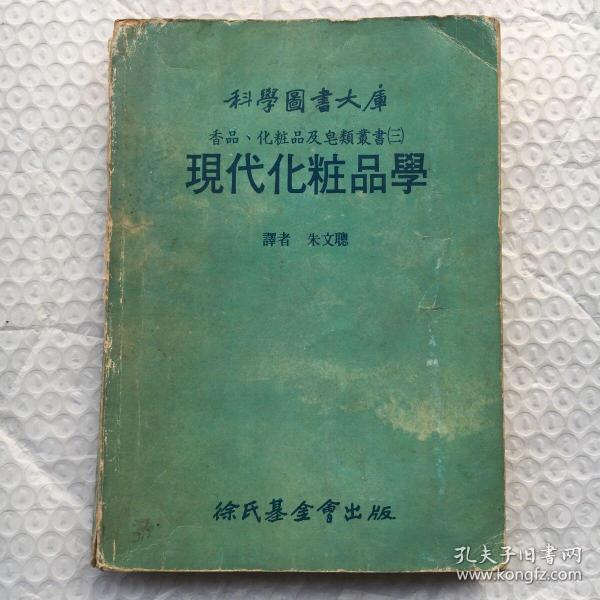 科學圖書大庫
香品、化粧品及皂類叢書(三)
現代化粧品學
譯者 朱文聰
徐氏基金會出版
孔夫子旧書网
www.kongfz.com